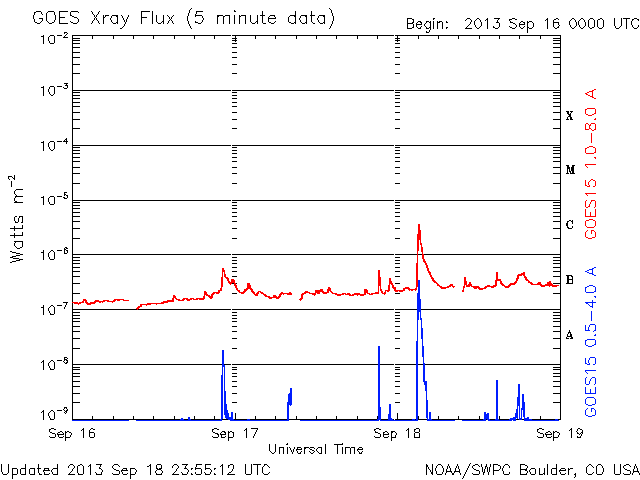 GOES Xray Flux (5 minute data)
Begin: 2013 Sep 16 0000 UTC
10-2
10-3
10-4
10-5
10-6
10-7
10-8
10-9
Watts m-2
X
M
C
B
A
GOES15 1.0-8.0 A
GOES15 0.5-4.0 A
Sep 16
Sep 17
Sep 18
Sep 19
Universal Time
Updated 2013 Sep 18 23:55:12 UTC
NOAA/SWPC Boulder, CO USA